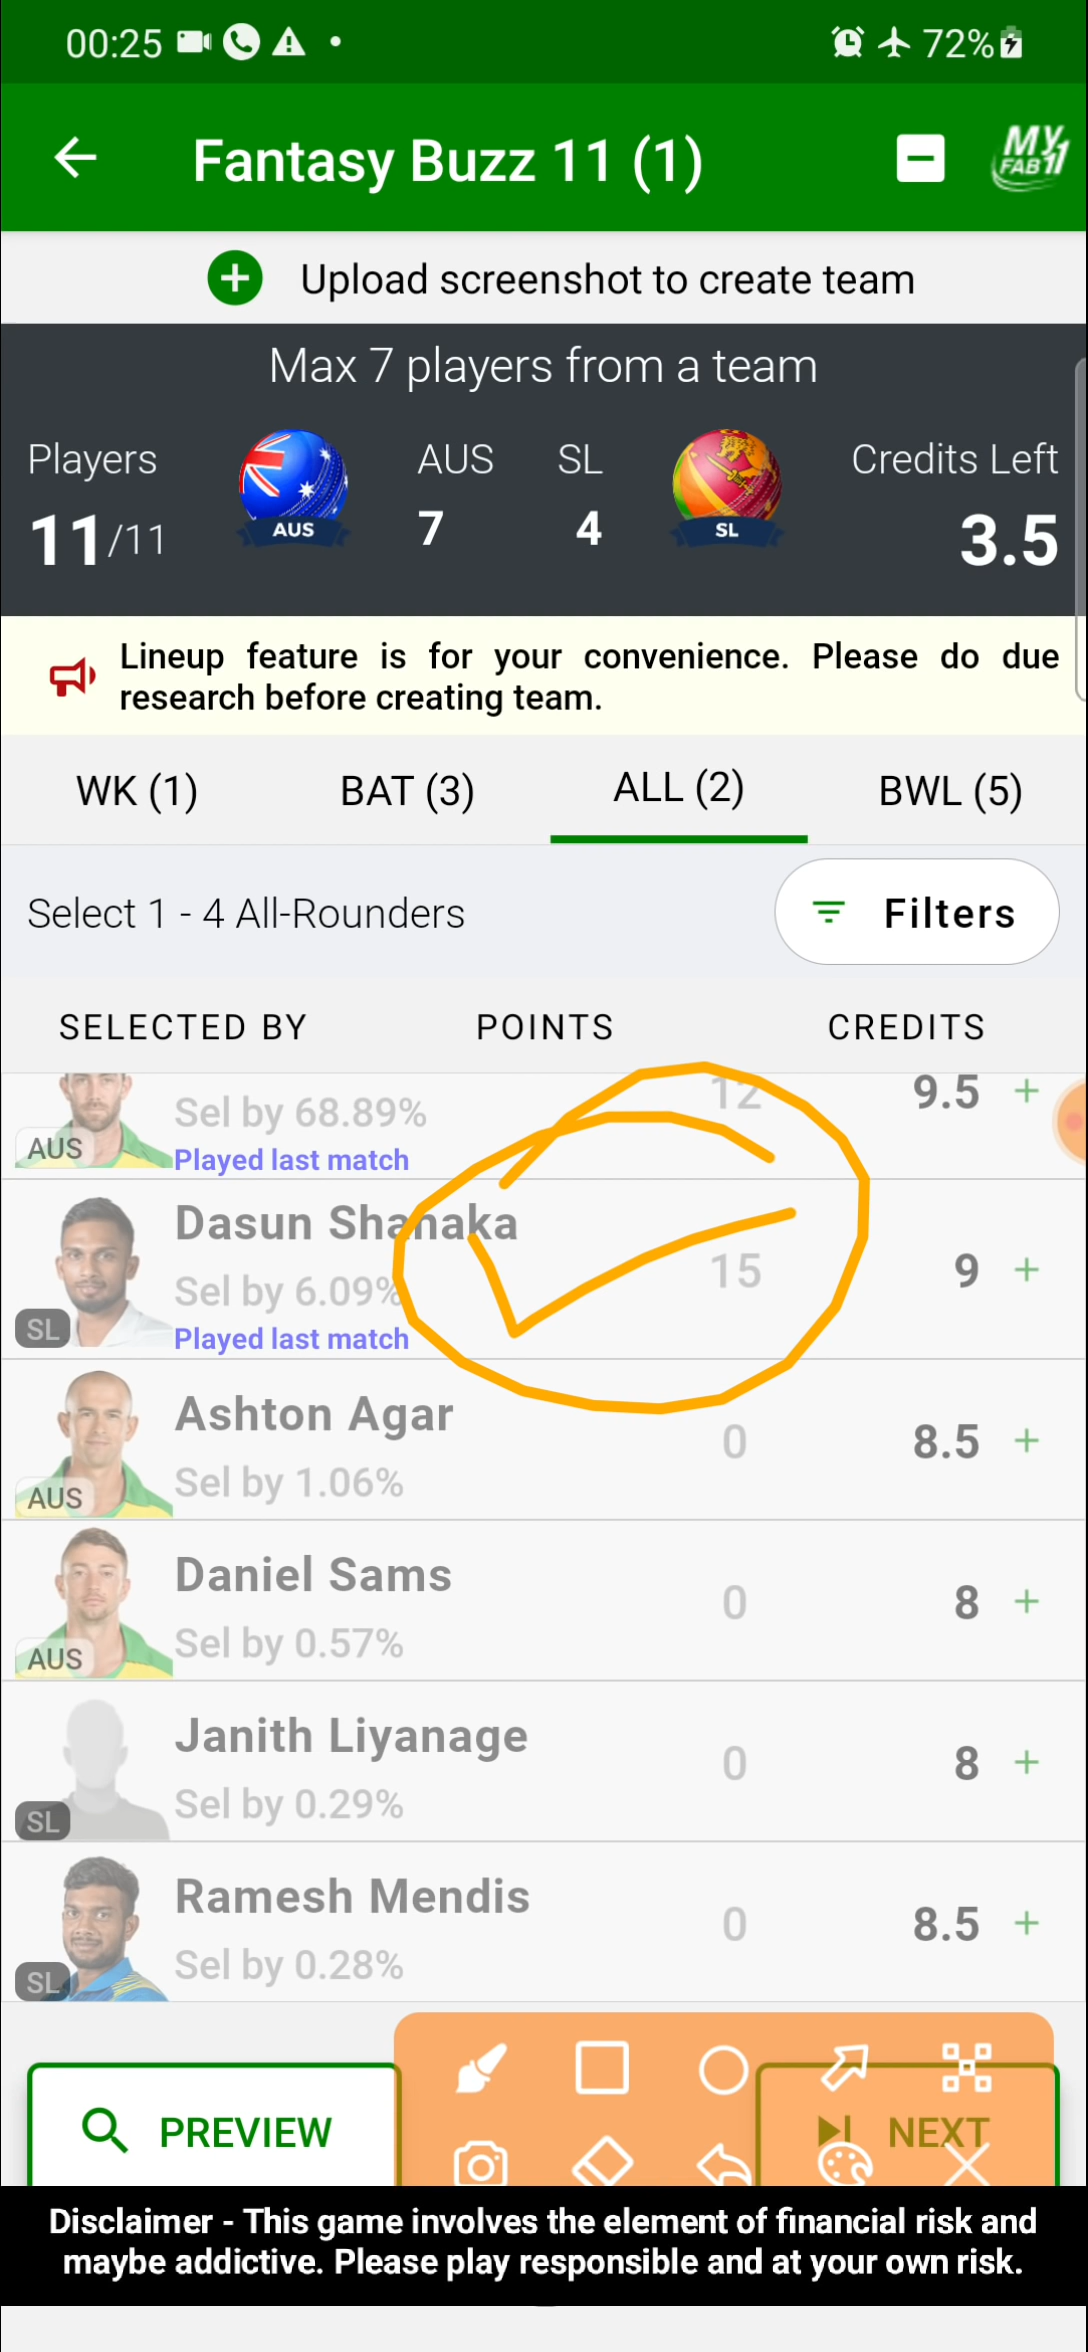 00:25
72%
Fantasy Buzz 11 (1)
MY FAB11
Upload screenshot to create team
Max 7 players from a team
Players
AUS
SL
Credits Left
11/11
AUS
7
4
SL
3.5
Lineup feature is for your convenience. Please do due
research before creating team.
WK (1)
BAT (3)
ALL (2)
BWL (5)
Select 1 - 4 All-Rounders
Filters
SELECTED BY
POINTS
CREDITS
Sel by 68.89%
12
9.5
+
AUS
Played last match
Dasun Shanaka
Sel by 6.09%
15
9
+
SL
Played last match
Ashton Agar
Sel by 1.06%
0
8.5
+
AUS
Daniel Sams
Sel by 0.57%
0
8
+
AUS
Janith Liyanage
Sel by 0.29%
0
8
+
SL
Ramesh Mendis
Sel by 0.28%
0
8.5
+
SL
PREVIEW
NEXT
Disclaimer - This game involves the element of financial risk and
maybe addictive. Please play responsible and at your own risk.